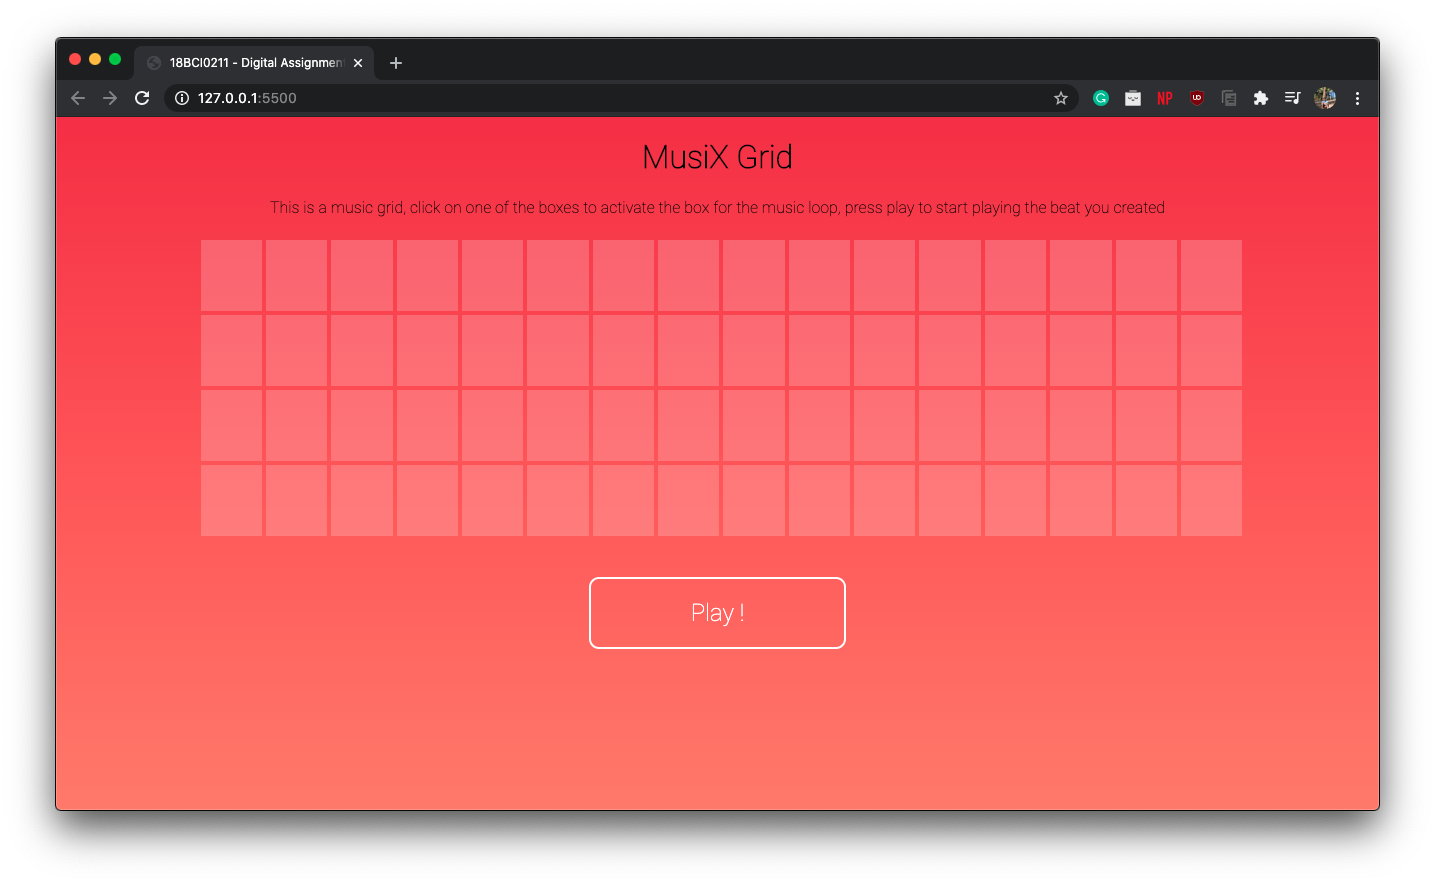 18BCI0211 - Digital Assignment
127.0.0.1:5500
NP
UD
MusiX Grid
This is a music grid, click on one of the boxes to activate the box for the music loop, press play to start playing the beat you created
Play !